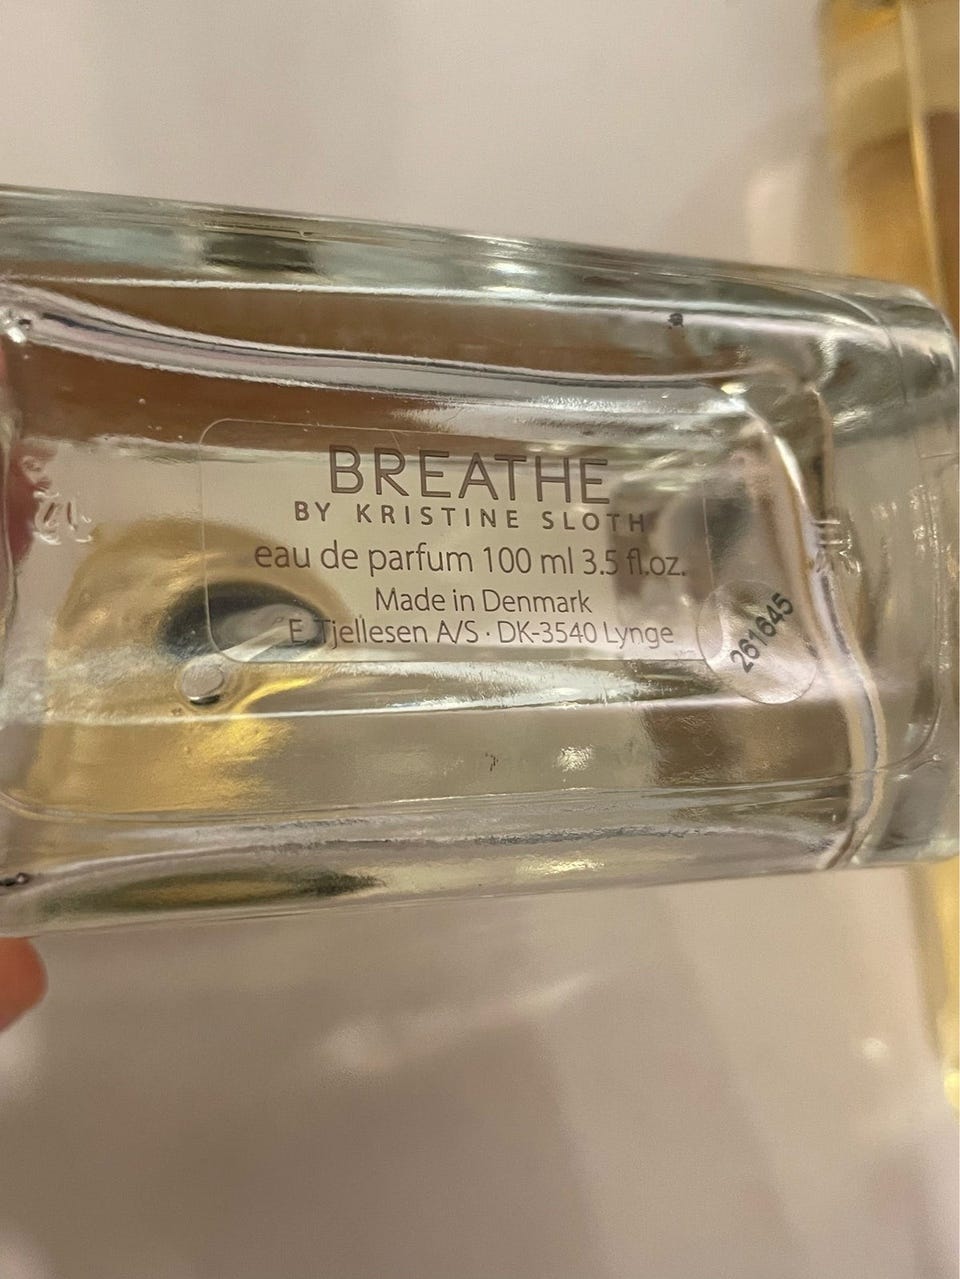 BREATHE
BY KRISTINE SLOTH
eau de parfum 100 ml 3.5 fl.oz.
Made in Denmark
E. Tjellesen A/S · DK-3540 Lynge
261645